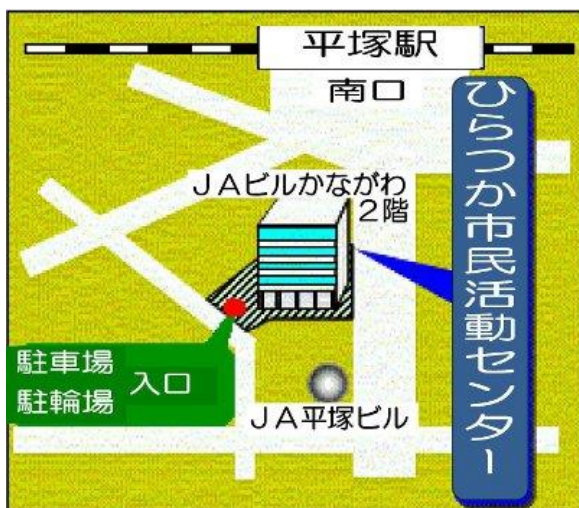 平塚駅
南口
ひらつか市民活動センター
JAビルかながわ
2階
駐車場
駐輪場
入口
JA平塚ビル